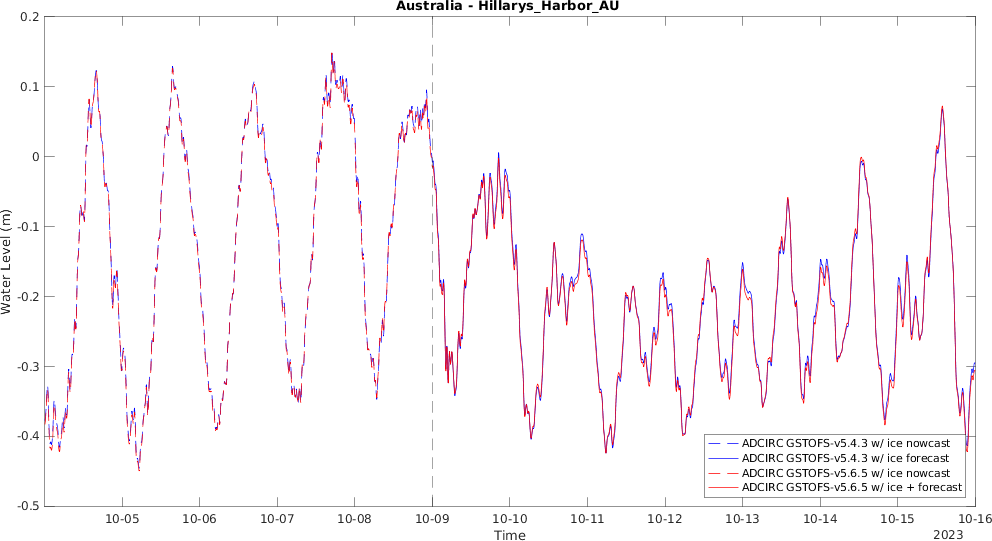 Australia - Hillarys_Harbor_AU
Water Level (m)
0.2
0.1
0
-0.1
-0.2
-0.3
-0.4
-0.5
ADCIRC GSTOFS-v5.4.3 w/ ice nowcast
ADCIRC GSTOFS-v5.4.3 w/ ice forecast
ADCIRC GSTOFS-v5.6.5 w/ ice nowcast
ADCIRC GSTOFS-v5.6.5 w/ ice + forecast
10-05 10-06 10-07 10-08 10-09 10-10 10-11 10-12 10-13 10-14 10-15 10-16
Time
2023